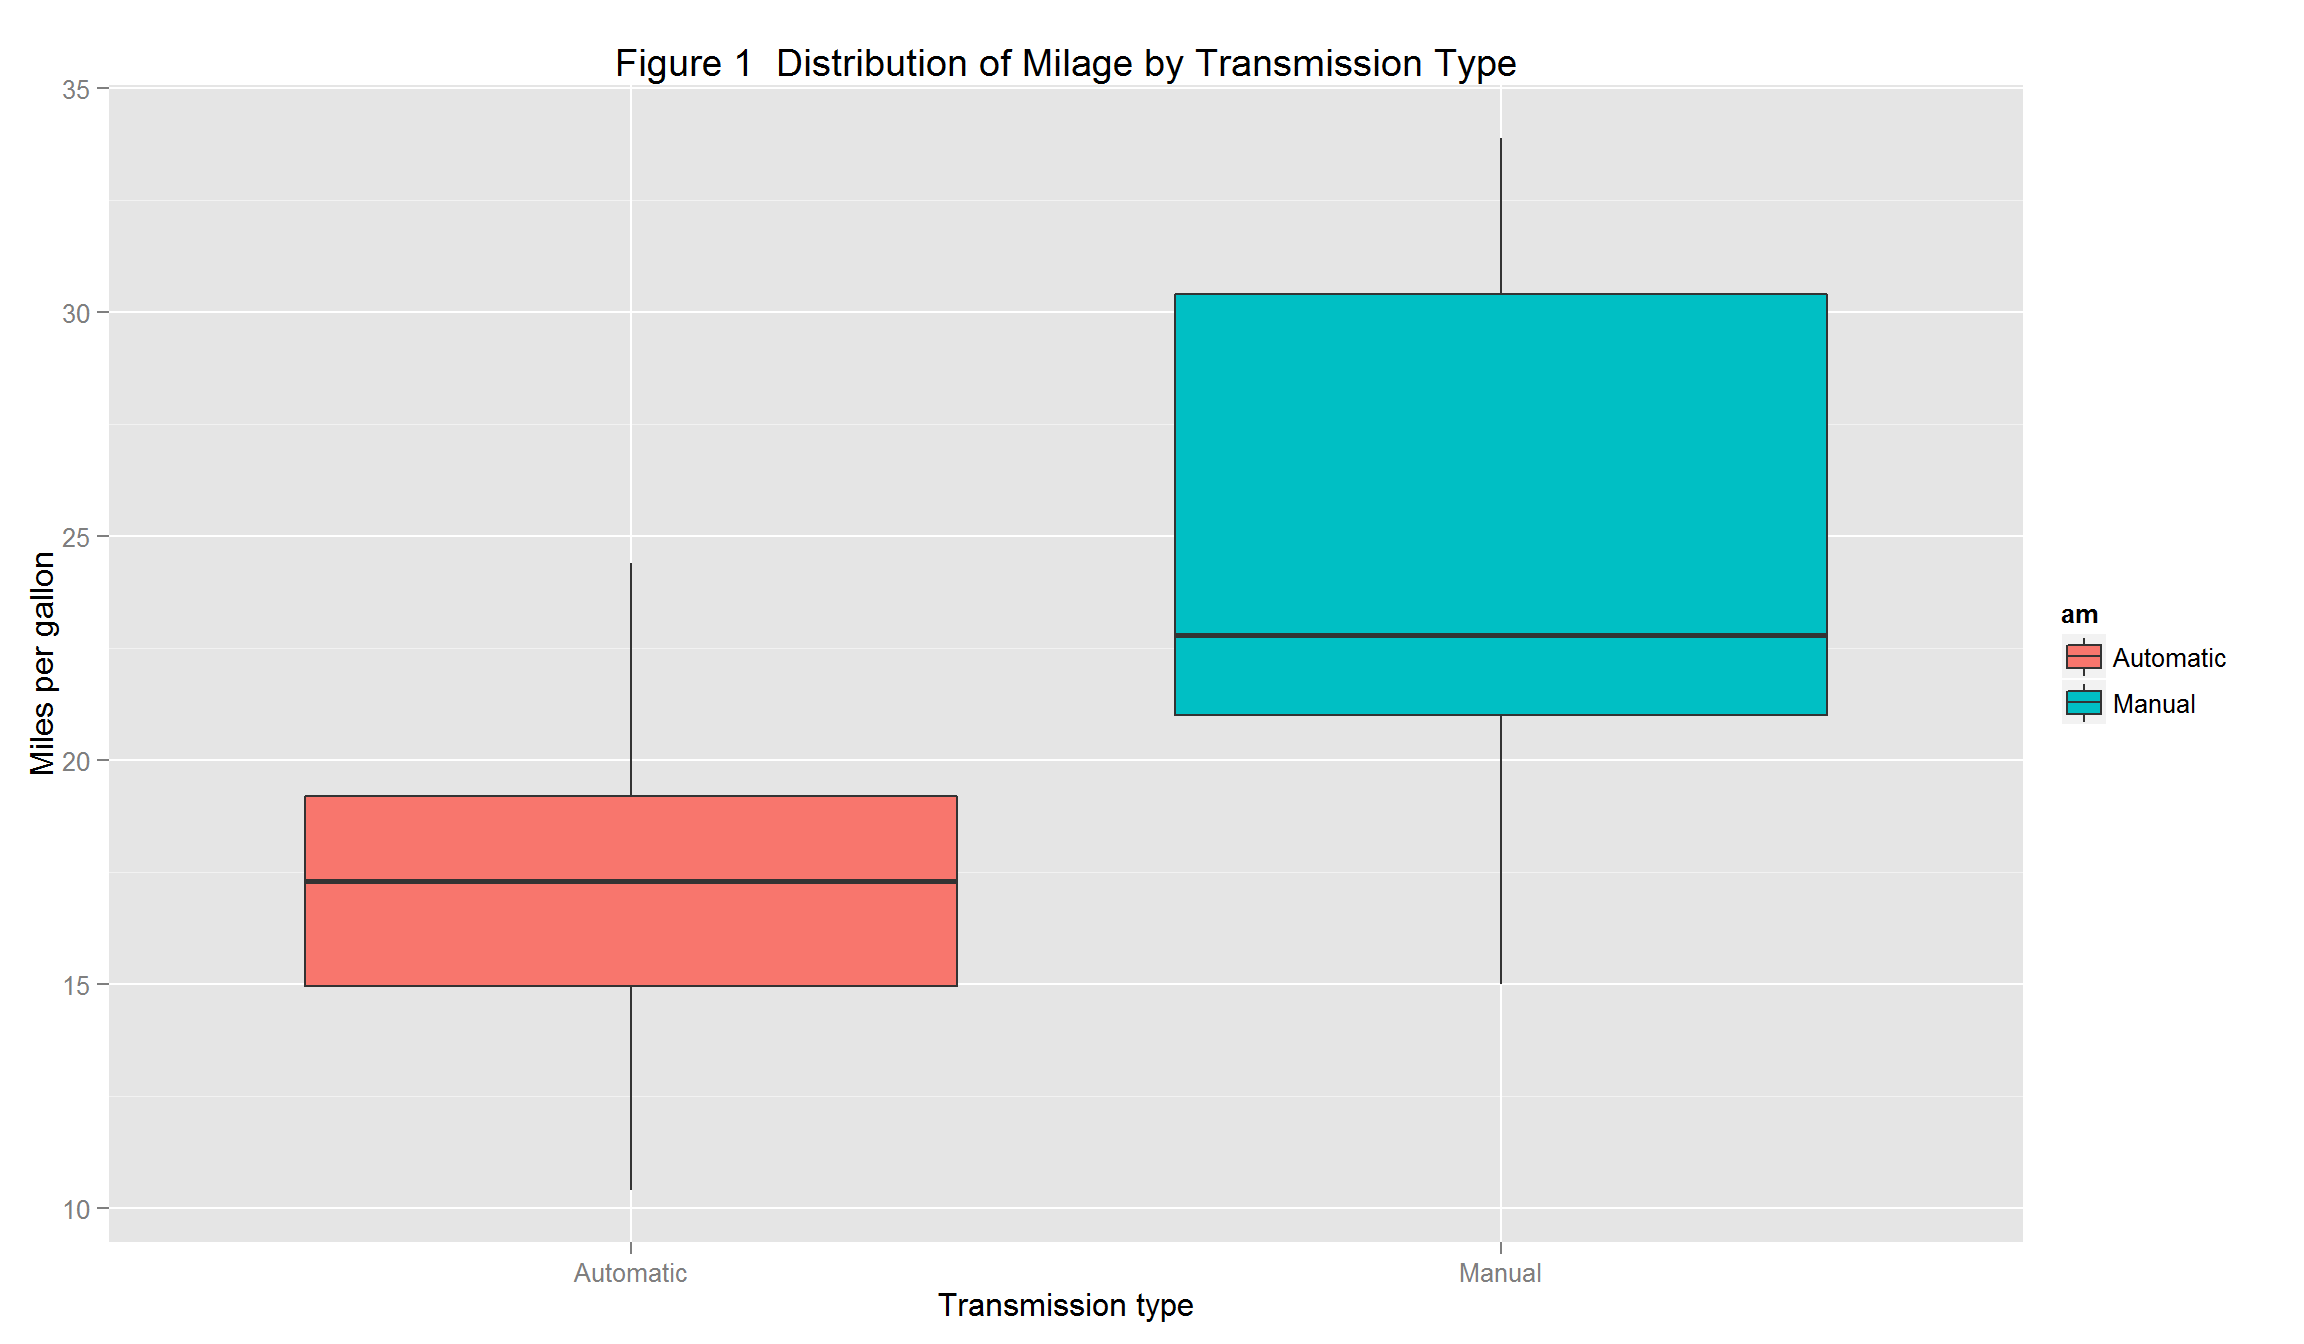 Figure 1  Distribution of Milage by Transmission Type
35
30
25
20
15
10
Miles per gallon
Automatic
Manual
Transmission type
am
Automatic
Manual